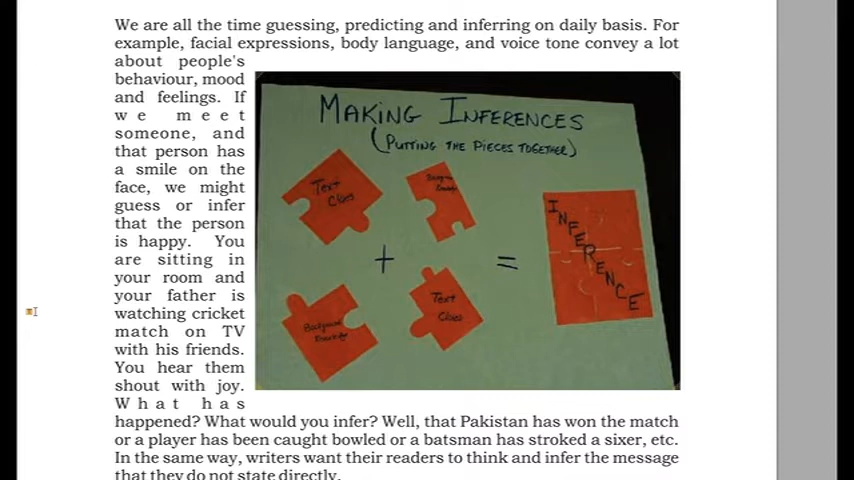 We are all the time guessing, predicting and inferring on daily basis. For
example, facial expressions, body language, and voice tone convey a lot
about people's
behaviour, mood
and feelings. If
we meet
someone, and
that person has
a smile on the
face, we might
guess or infer
that the person
is happy. You
are sitting in
your room and
your father is
watching cricket
match on TV
with his friends.
You hear them
shout with joy.
What has
MAKING INFERENCES
(PUTTING THE PIECES TOGETHER)
Text
Clues
+
Text
Clues
=
INFERENCE
happened? What would you infer? Well, that Pakistan has won the match
or a player has been caught bowled or a batsman has stroked a sixer, etc.
In the same way, writers want their readers to think and infer the message
that they do not state directly.